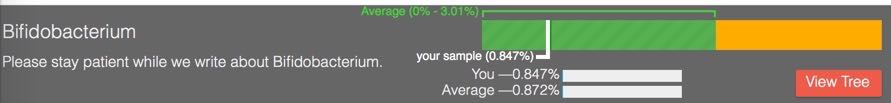 Average (0% - 3.01%)
Bifidobacterium
your sample (0.847%)
Please stay patient while we write about Bifidobacterium.
You —0.847%
Average —0.872%
View Tree